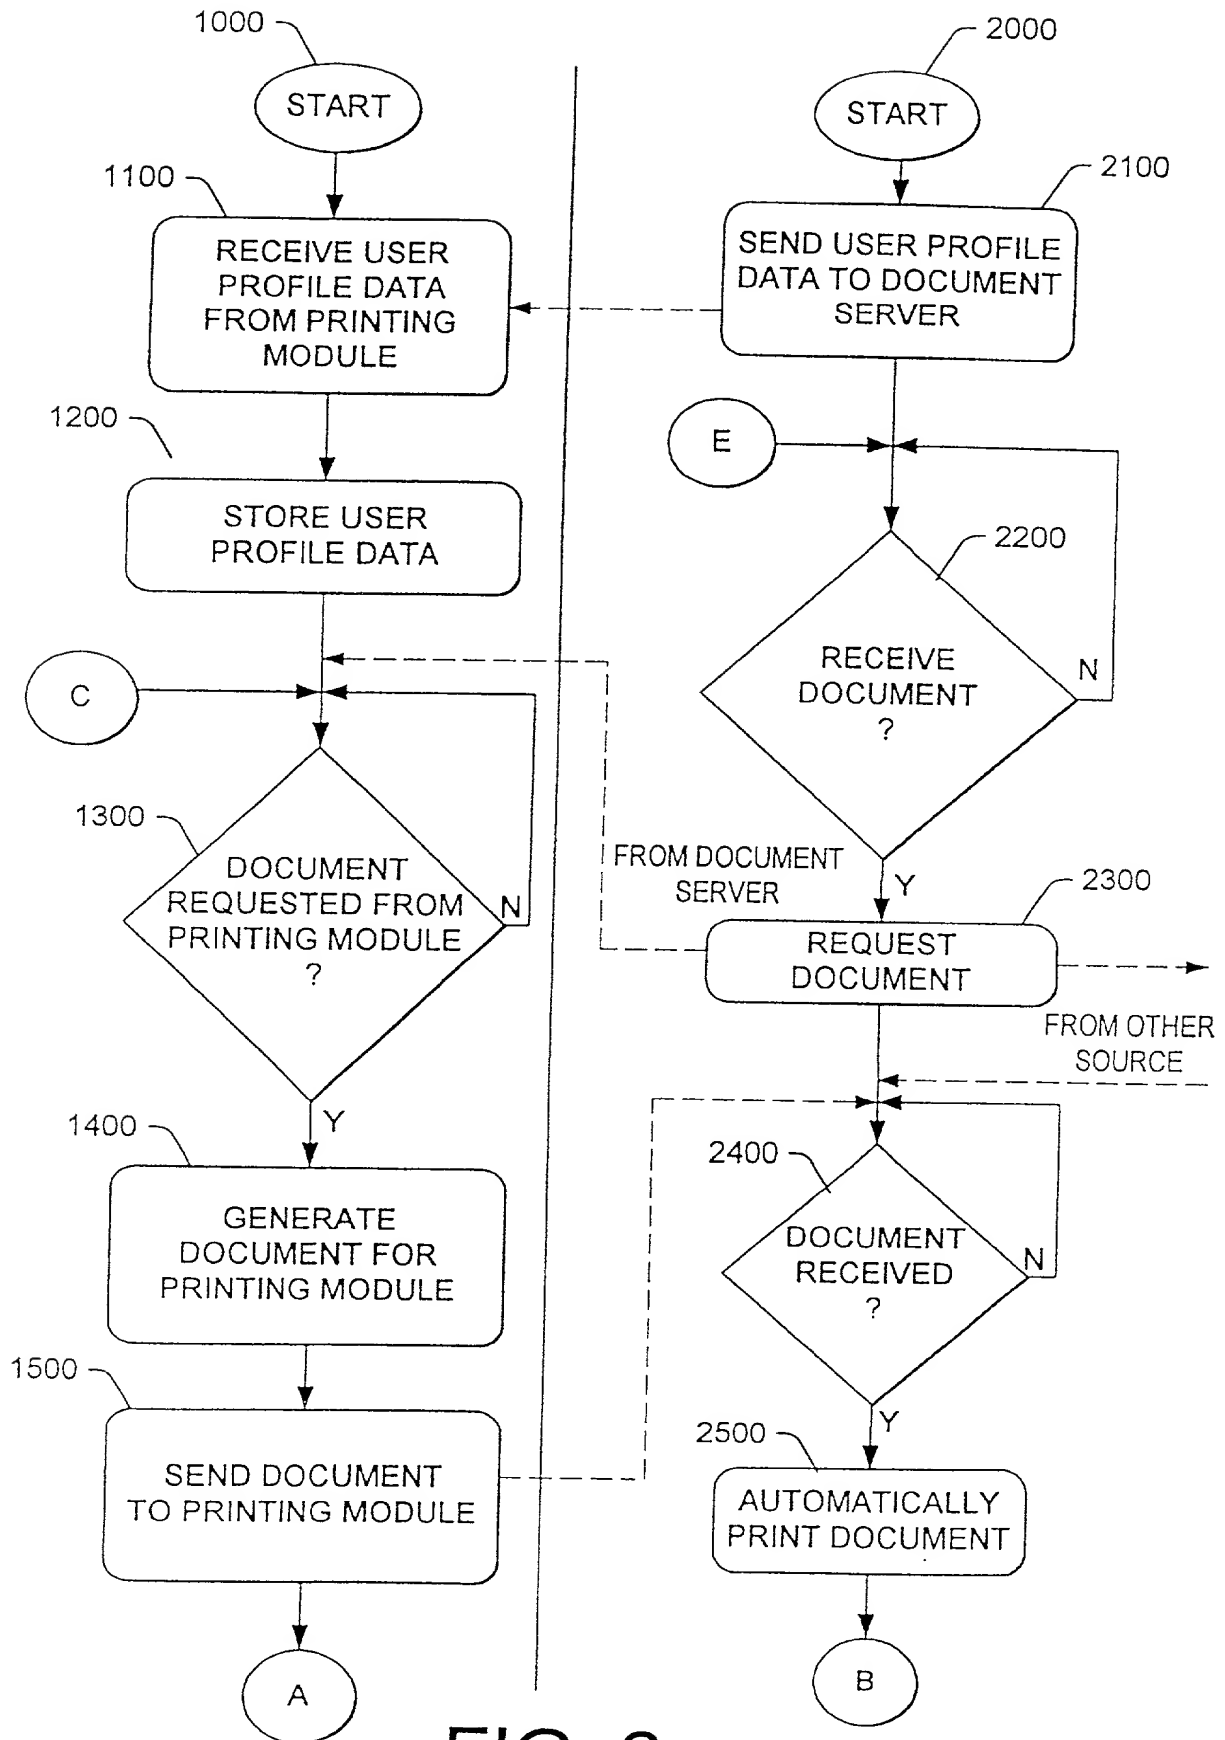 1000
START
1100
RECEIVE USER
PROFILE DATA
FROM PRINTING
MODULE
1200
STORE USER
PROFILE DATA
C
1300
DOCUMENT
REQUESTED FROM
PRINTING MODULE
?
N
Y
1400
GENERATE
DOCUMENT FOR
PRINTING MODULE
1500
SEND DOCUMENT
TO PRINTING MODULE
A
2000
START
2100
SEND USER PROFILE
DATA TO DOCUMENT
SERVER
E
2200
RECEIVE
DOCUMENT
?
N
Y
FROM DOCUMENT
SERVER
2300
REQUEST
DOCUMENT
FROM OTHER
SOURCE
2400
DOCUMENT
RECEIVED
?
N
Y
2500
AUTOMATICALLY
PRINT DOCUMENT
B
FIG.